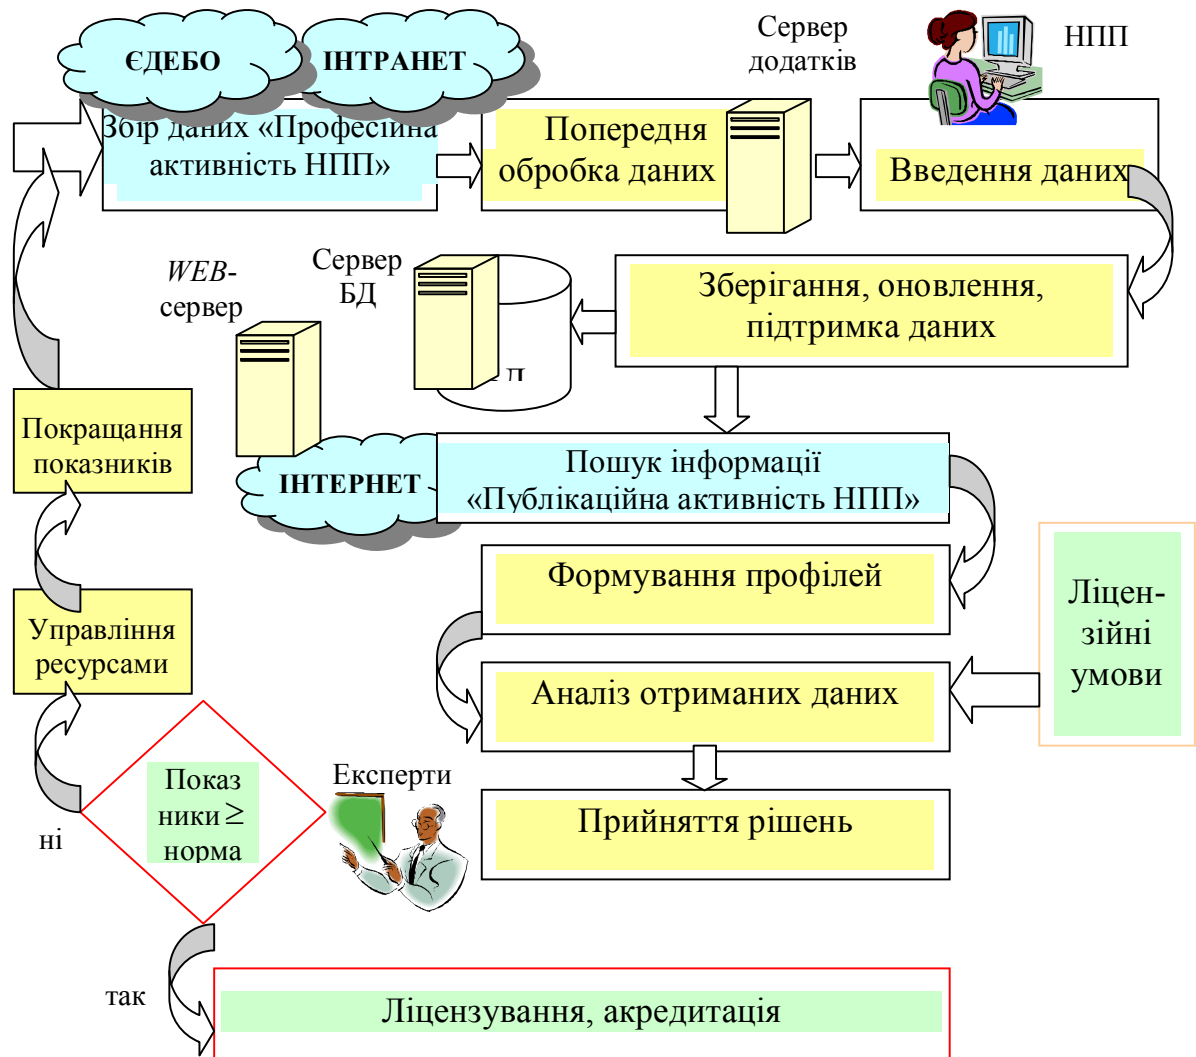 ЄДЕБО
ІНТРАНЕТ
Сервер
додатків
НПП
Збір даних «Професійна
активність НПП»
Попередня
обробка даних
Введення даних
WEB-
сервер
Сервер
БД
Зберігання, оновлення,
підтримка даних
Покращання
показників
ІНТЕРНЕТ
Пошук інформації
«Публікаційна активність НПП»
Формування профілей
Ліцен-
зійні
умови
Управління
ресурсами
Аналіз отриманих даних
Показ
ники ≥
норма
Експерти
Прийняття рішень
ні
так
Ліцензування, акредитація